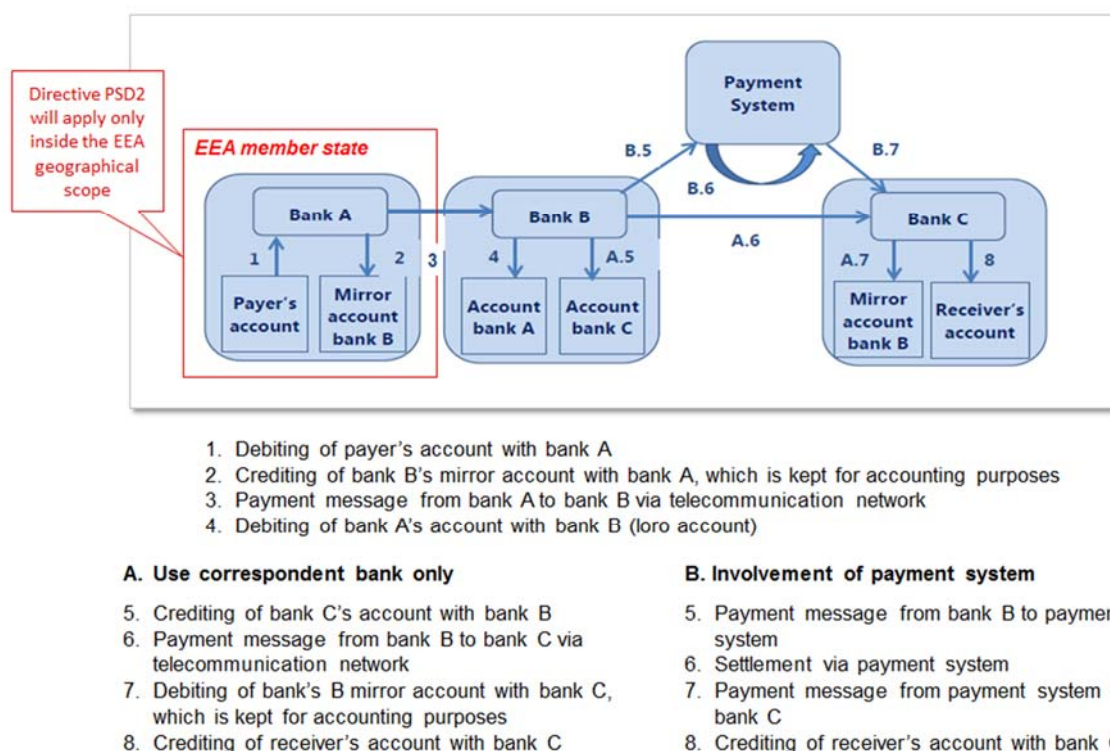 Directive PSD2
will apply only
inside the EEA
geographical
scope
EEA member state
Payment
System
B.5
B.6
B.7
Bank A
Bank B
Bank C
1
2
3
4
A.5
A.6
A.7
8
Payer's
account
Mirror
account
bank B
Account
bank A
Account
bank C
Mirror
account
bank B
Receiver's
account
1. Debiting of payer's account with bank A
2. Crediting of bank B's mirror account with bank A, which is kept for accounting purposes
3. Payment message from bank A to bank B via telecommunication network
4. Debiting of bank A's account with bank B (loro account)
A. Use correspondent bank only
5. Crediting of bank C's account with bank B
6. Payment message from bank B to bank C via
telecommunication network
7. Debiting of bank's B mirror account with bank C,
which is kept for accounting purposes
8. Crediting of receiver's account with bank C
B. Involvement of payment system
5. Payment message from bank B to paymen
system
6. Settlement via payment system
7. Payment message from payment system
bank C
8. Crediting of receiver's account with bank